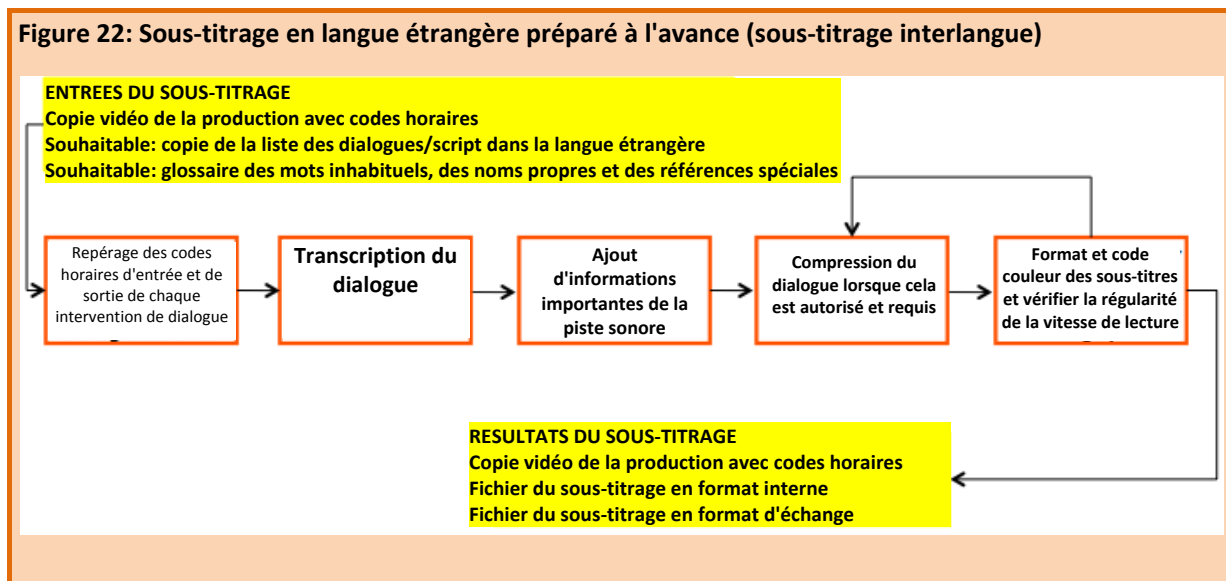 Figure 22: Sous-titrage en langue étrangère préparé à l'avance (sous-titrage interlangue)
ENTREES DU SOUS-TITRAGE
Copie vidéo de la production avec codes horaires
Souhaitable: copie de la liste des dialogues/script dans la langue étrangère
Souhaitable: glossaire des mots inhabituels, des noms propres et des références spéciales
Repérage des codes
horaires d'entrée et de
sortie de chaque
intervention de dialogue
Transcription du
dialogue
Ajout
d'informations
importantes de la
piste sonore
Compression du
dialogue lorsque cela
est autorisé et requis
Format et code
couleur des sous-titres
et vérifier la régularité
de la vitesse de lecture
RESULTATS DU SOUS-TITRAGE
Copie vidéo de la production avec codes horaires
Fichier du sous-titrage en format interne
Fichier du sous-titrage en format d'échange